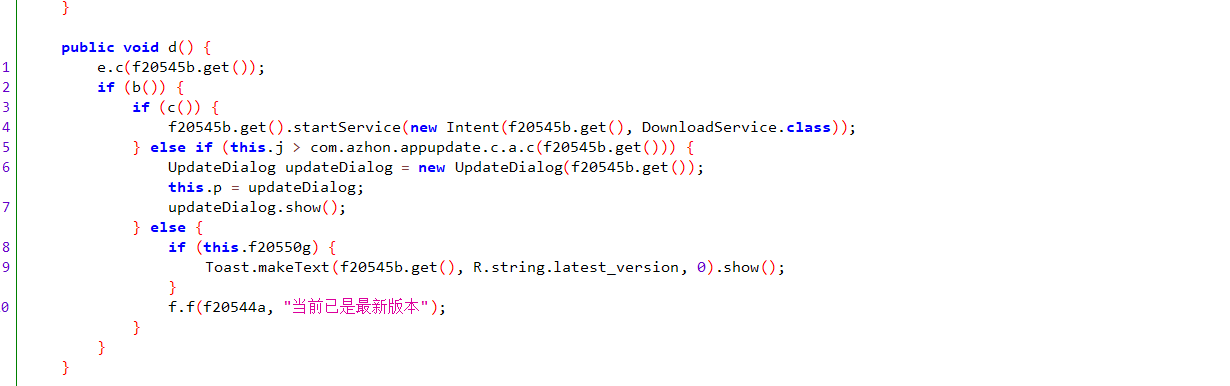 }
public void d() {
1 e.c(f20545b.get());
2 if (b()) {
3 if (c()) {
4 f20545b.get().startService(new Intent(f20545b.get(), DownloadService.class));
5 } else if (this.j > com.azhon.appupdate.c.a.c(f20545b.get())) {
6 UpdateDialog updateDialog = new UpdateDialog(f20545b.get());
this.p = updateDialog;
7 updateDialog.show();
} else {
8 if (this.f20550g) {
9 Toast.makeText(f20545b.get(), R.string.latest_version, 0).show();
}
0 f.f(f20544a, "当前已是最新版本");
}
}
}